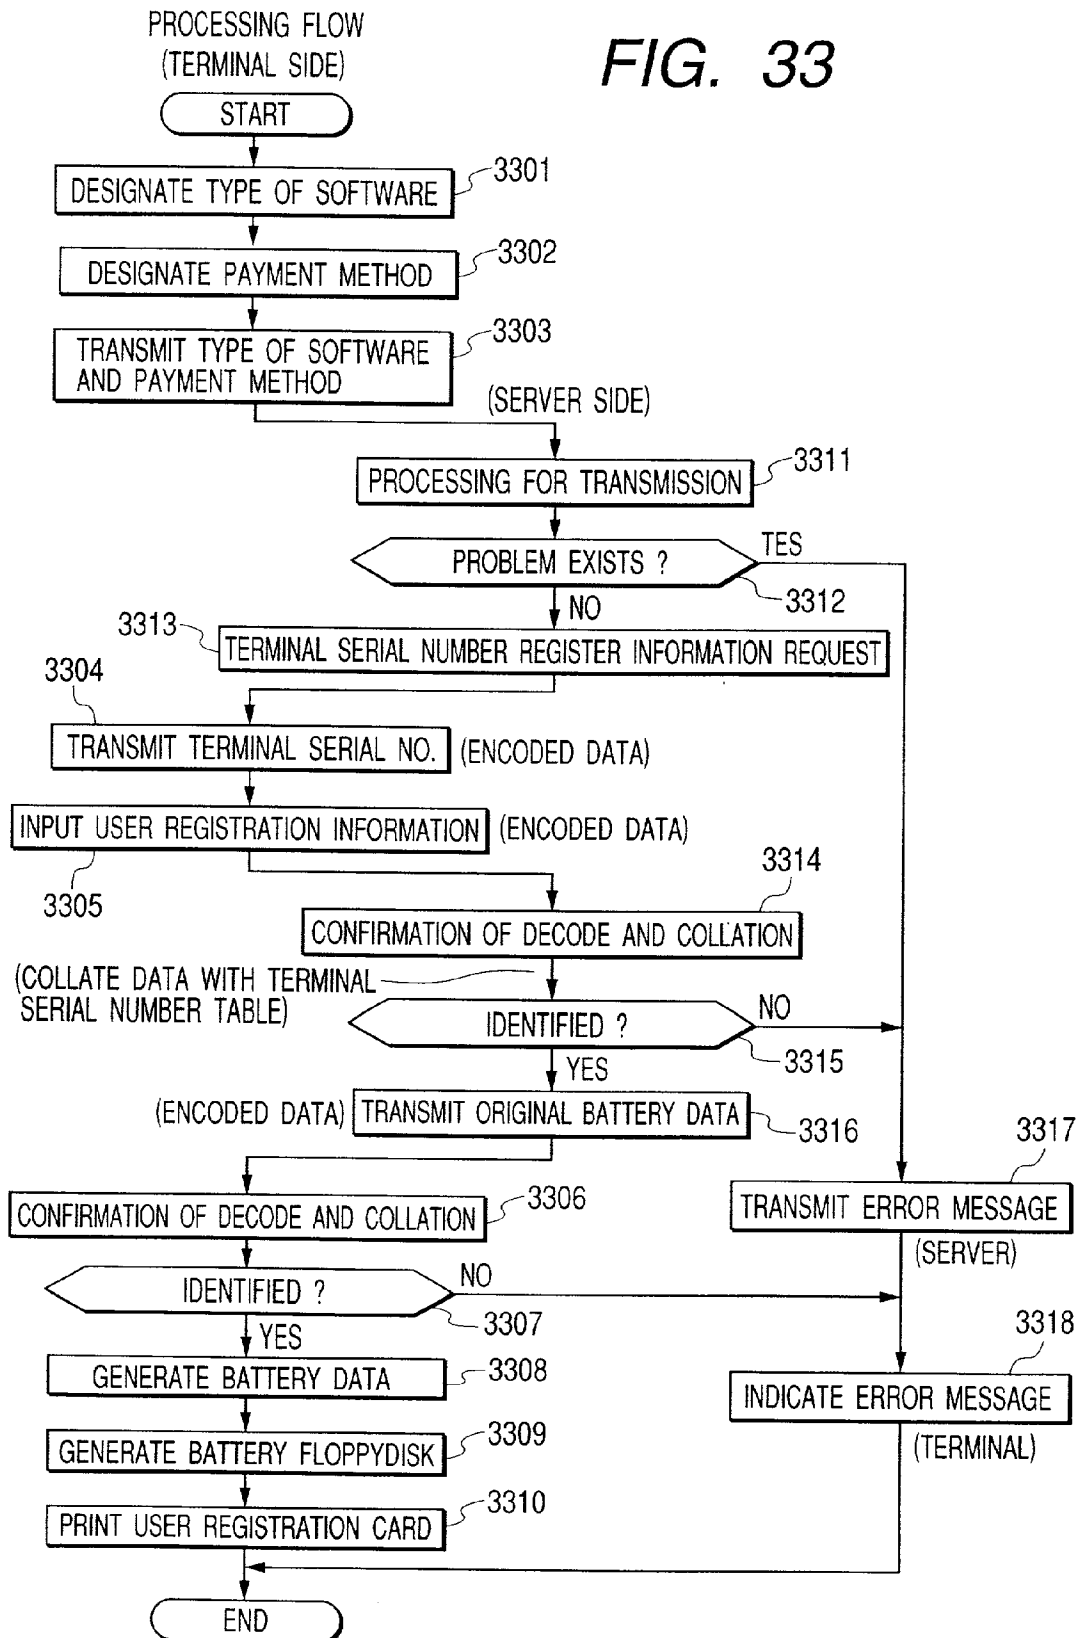 PROCESSING FLOW
(TERMINAL SIDE)
FIG. 33
START
3301
DESIGNATE TYPE OF SOFTWARE
3302
DESIGNATE PAYMENT METHOD
3303
TRANSMIT TYPE OF SOFTWARE
AND PAYMENT METHOD
(SERVER SIDE)
3311
PROCESSING FOR TRANSMISSION
TES
PROBLEM EXISTS ?
3312
NO
3313
TERMINAL SERIAL NUMBER REGISTER INFORMATION REQUEST
3304
TRANSMIT TERMINAL SERIAL NO. (ENCODED DATA)
INPUT USER REGISTRATION INFORMATION (ENCODED DATA)
3305
3314
CONFIRMATION OF DECODE AND COLLATION
(COLLATE DATA WITH TERMINAL
SERIAL NUMBER TABLE)
NO
IDENTIFIED ?
3315
YES
(ENCODED DATA) TRANSMIT ORIGINAL BATTERY DATA
3316
3317
TRANSMIT ERROR MESSAGE
(SERVER)
3306
CONFIRMATION OF DECODE AND COLLATION
NO
IDENTIFIED ?
3307
YES
3318
INDICATE ERROR MESSAGE
(TERMINAL)
GENERATE BATTERY DATA
3308
GENERATE BATTERY FLOPPYDISK
3309
PRINT USER REGISTRATION CARD
3310
END